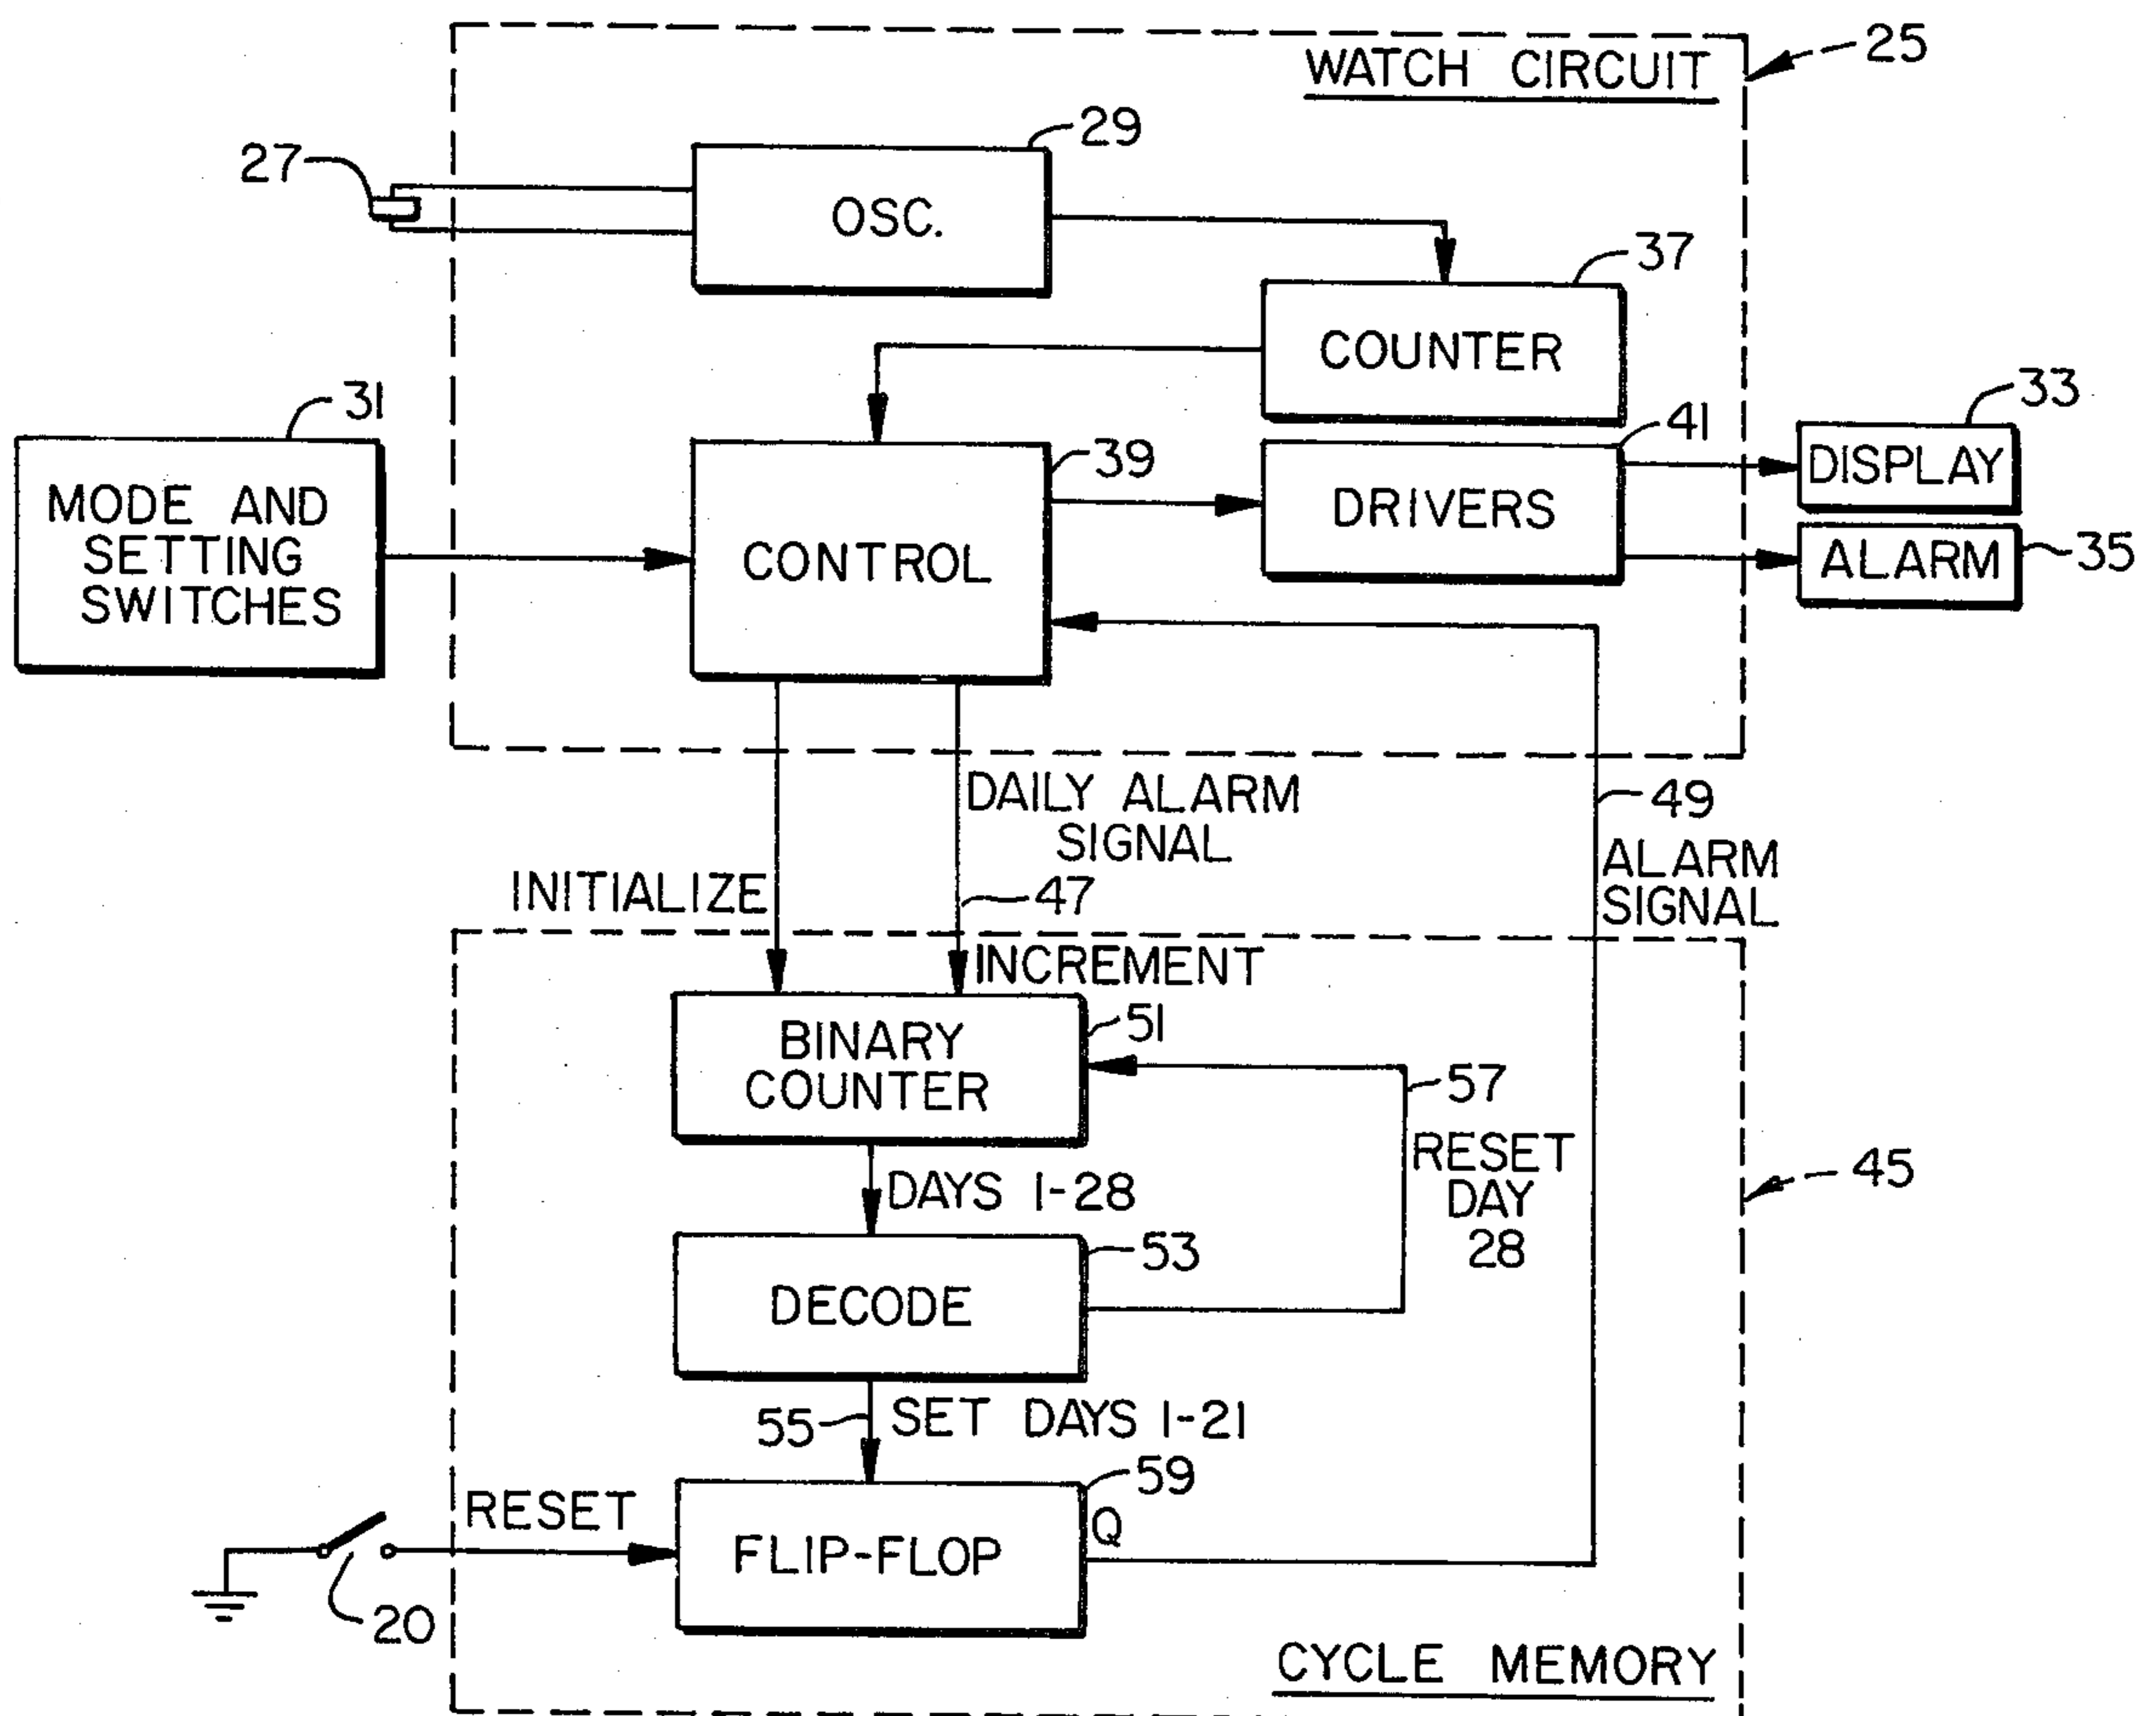 WATCH CIRCUIT
25
29
27
OSC.
37
COUNTER
31
33
41
39
DISPLAY
MODE AND
SETTING
SWITCHES
DRIVERS
CONTROL
ALARM
35
DAILY ALARM
SIGNAL
49
ALARM
SIGNAL
INITIALIZE
47
INCREMENT
51
BINARY
COUNTER
57
RESET
DAY
28
45
DAYS 1-28
53
DECODE
55
SET DAYS 1-21
59
RESET
Q
FLIP-FLOP
20
CYCLE MEMORY